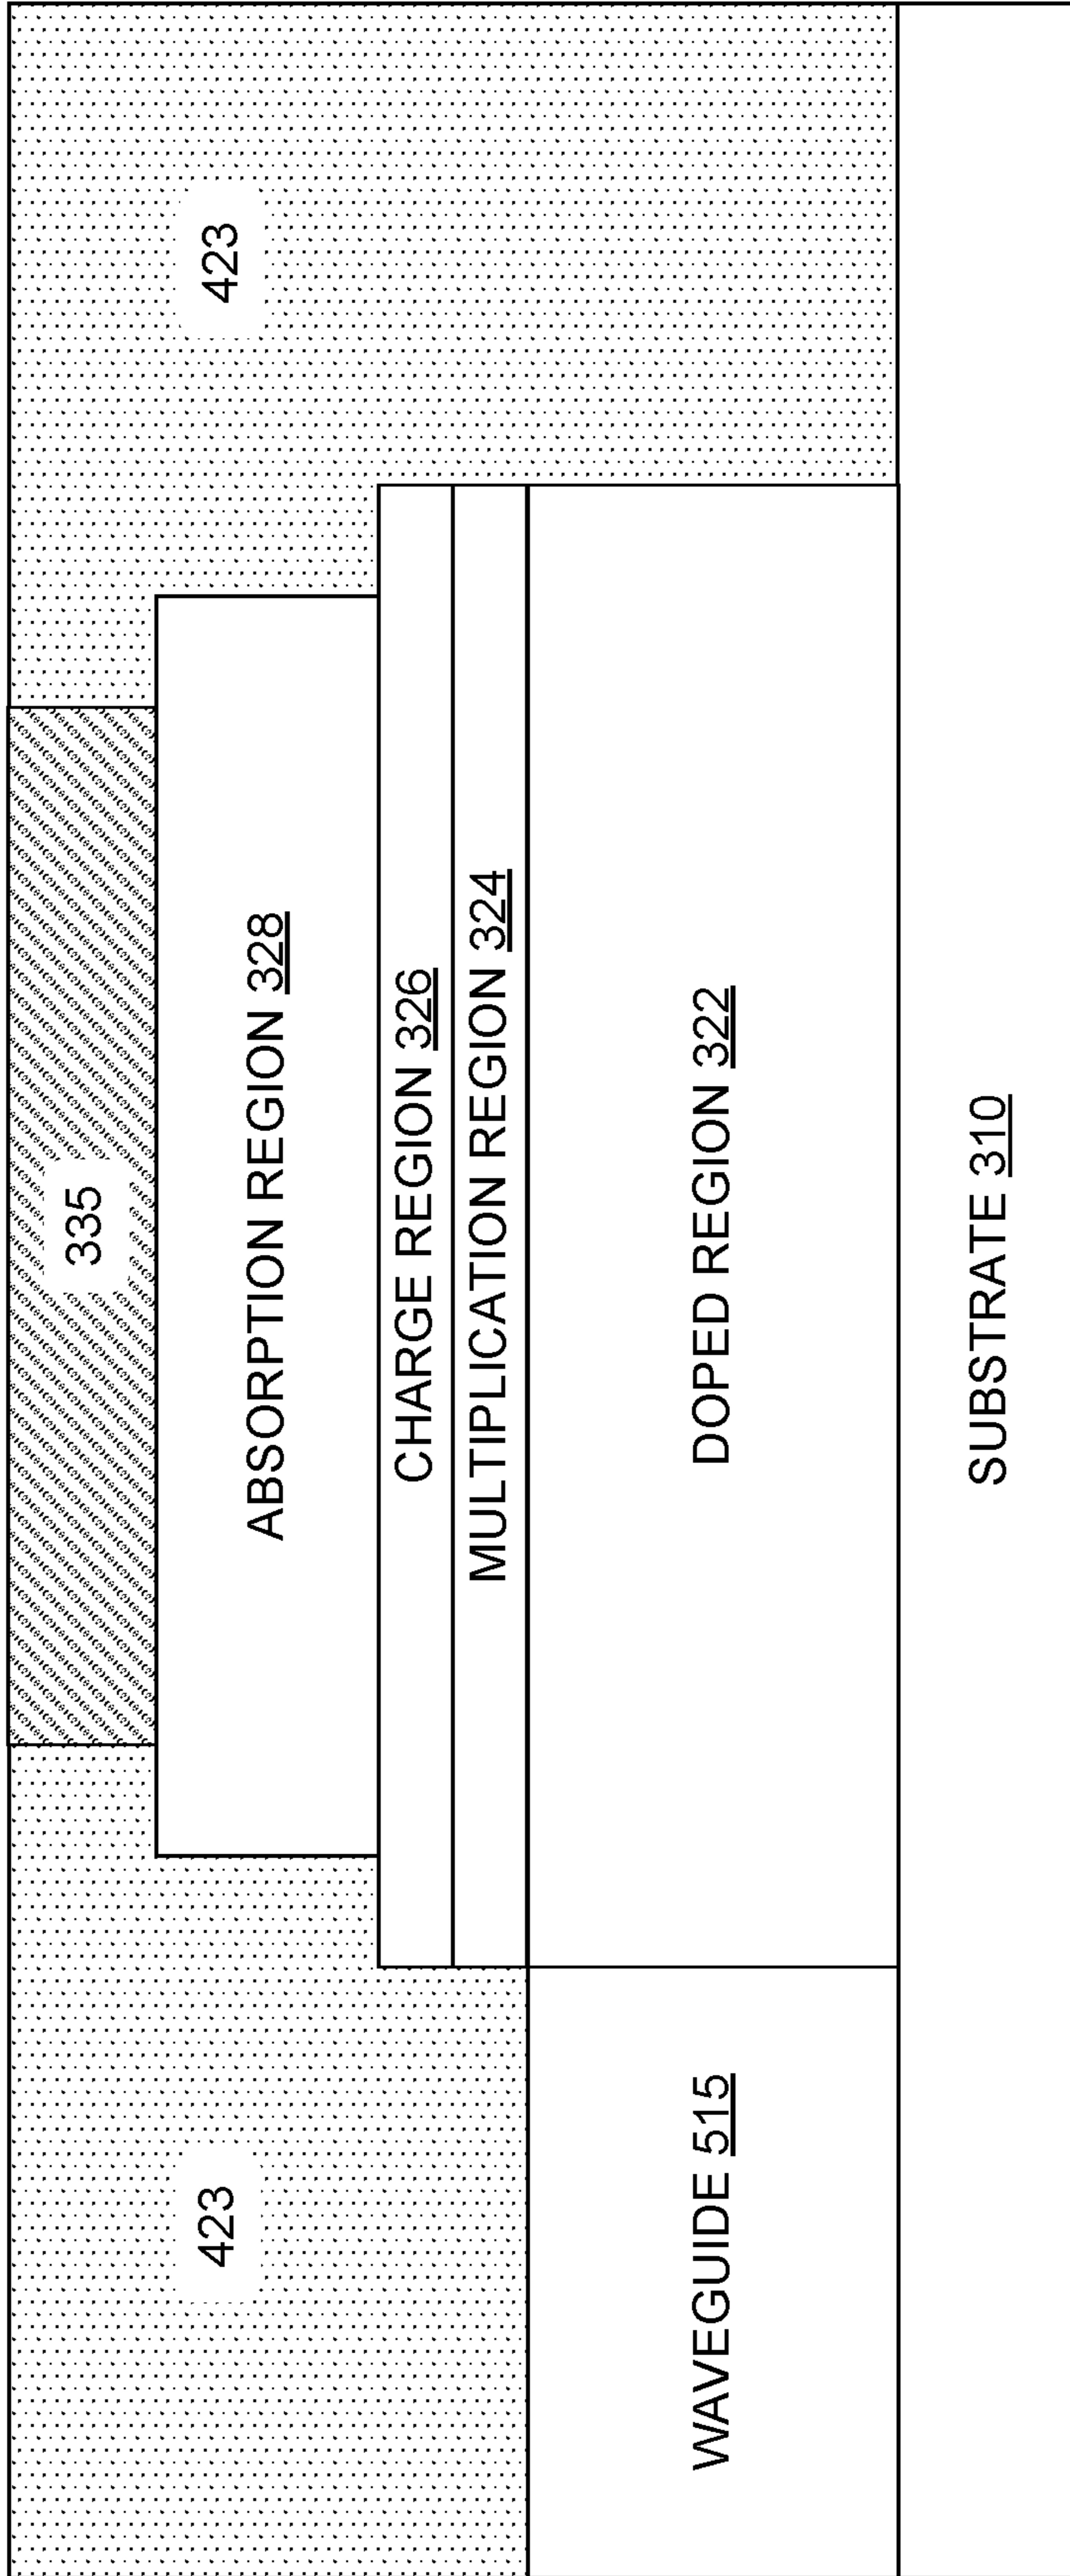 335
423
423
ABSORPTION REGION 328
CHARGE REGION 326
MULTIPLICATION REGION 324
WAVEGUIDE 515
DOPED REGION 322
SUBSTRATE 310